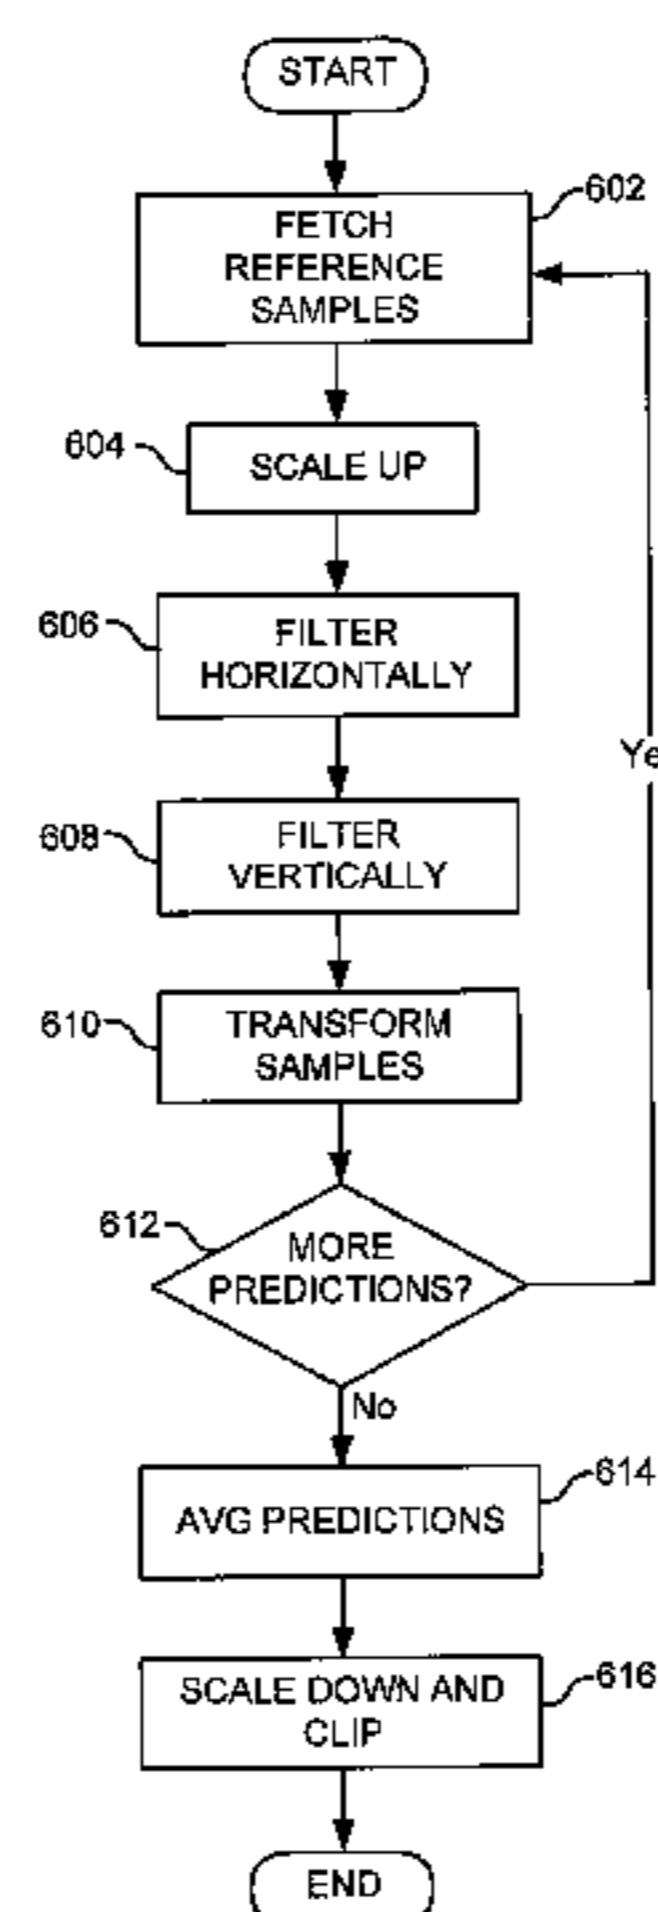 START
602
FETCH
REFERENCE
SAMPLES
604
SCALE UP
606
FILTER
HORIZONTALLY
Ye
608
FILTER
VERTICALLY
610
TRANSFORM
SAMPLES
612
MORE
PREDICTIONS?
No
614
AVG PREDICTIONS
616
SCALE DOWN AND
CLIP
END